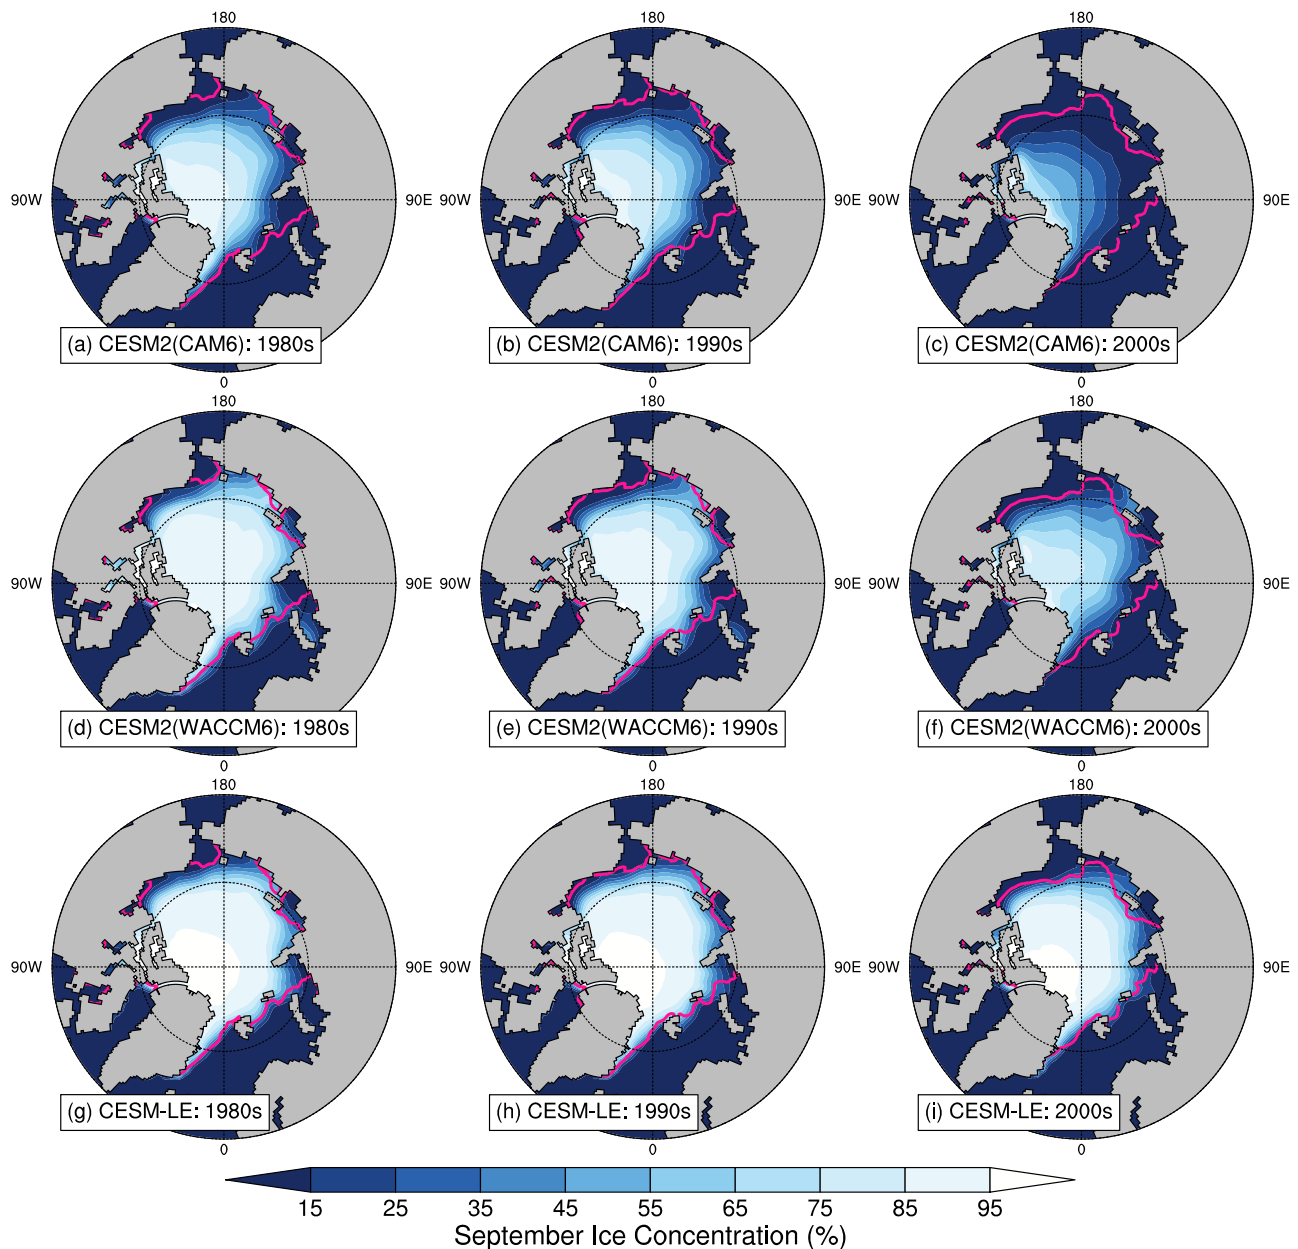 180 180 180
90W 90E 90W 90E 90W 90E
(a) CESM2(CAM6): 1980s (b) CESM2(CAM6): 1990s (c) CESM2(CAM6): 2000s
0 0 0
180 180 180
90W 90E 90W 90E 90W 90E
(d) CESM2(WACCM6): 1980s (e) CESM2(WACCM6): 1990s (f) CESM2(WACCM6): 2000s
0 0 0
180 180 180
90W 90E 90W 90E 90W 90E
(g) CESM-LE: 1980s (h) CESM-LE: 1990s (i) CESM-LE: 2000s
0 0 0
15 25 35 45 55 65 75 85 95
September Ice Concentration (%)